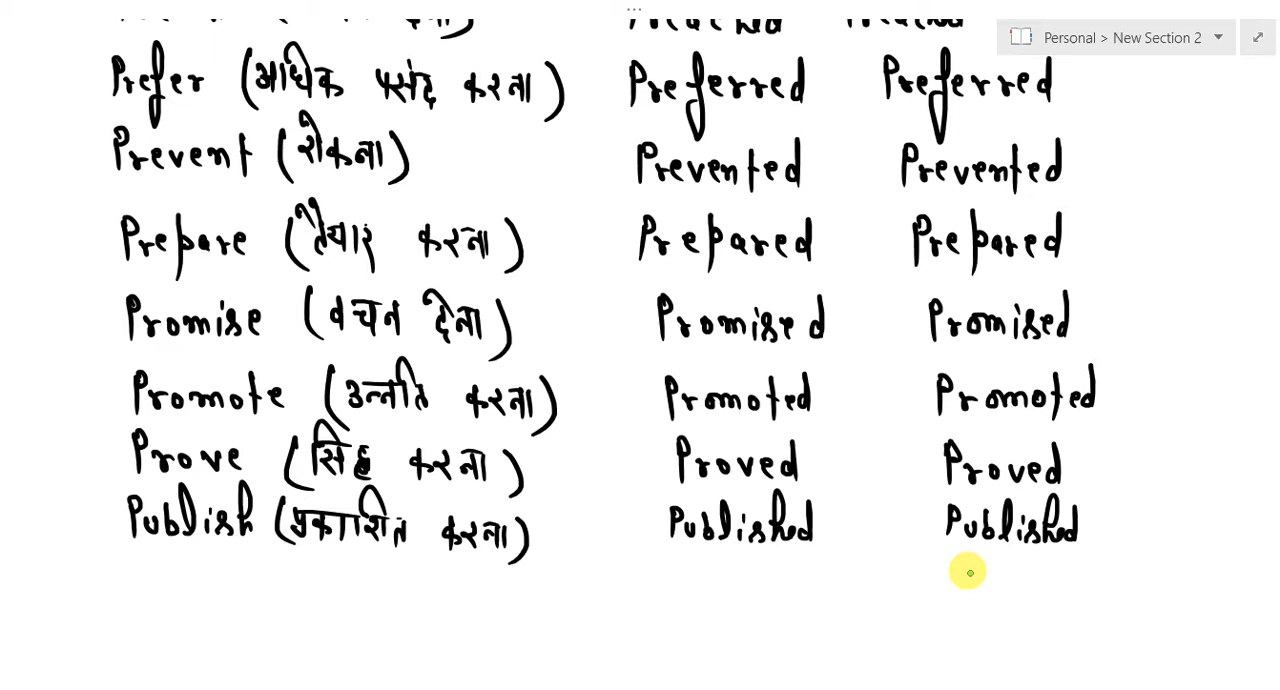 Personal > New Section 2
Prefer (अधिक पसंद करना) Preferred Preferred
Prevent (रोकना) Prevented Prevented
Prepare (तैयार करना) Prepared Prepared
Promise (वचन देना) Promised Promised
Promote (उन्नति करना) Promoted Promoted
Prove (सिद्ध करना) Proved Proved
Publish (प्रकाशित करना) Published Published